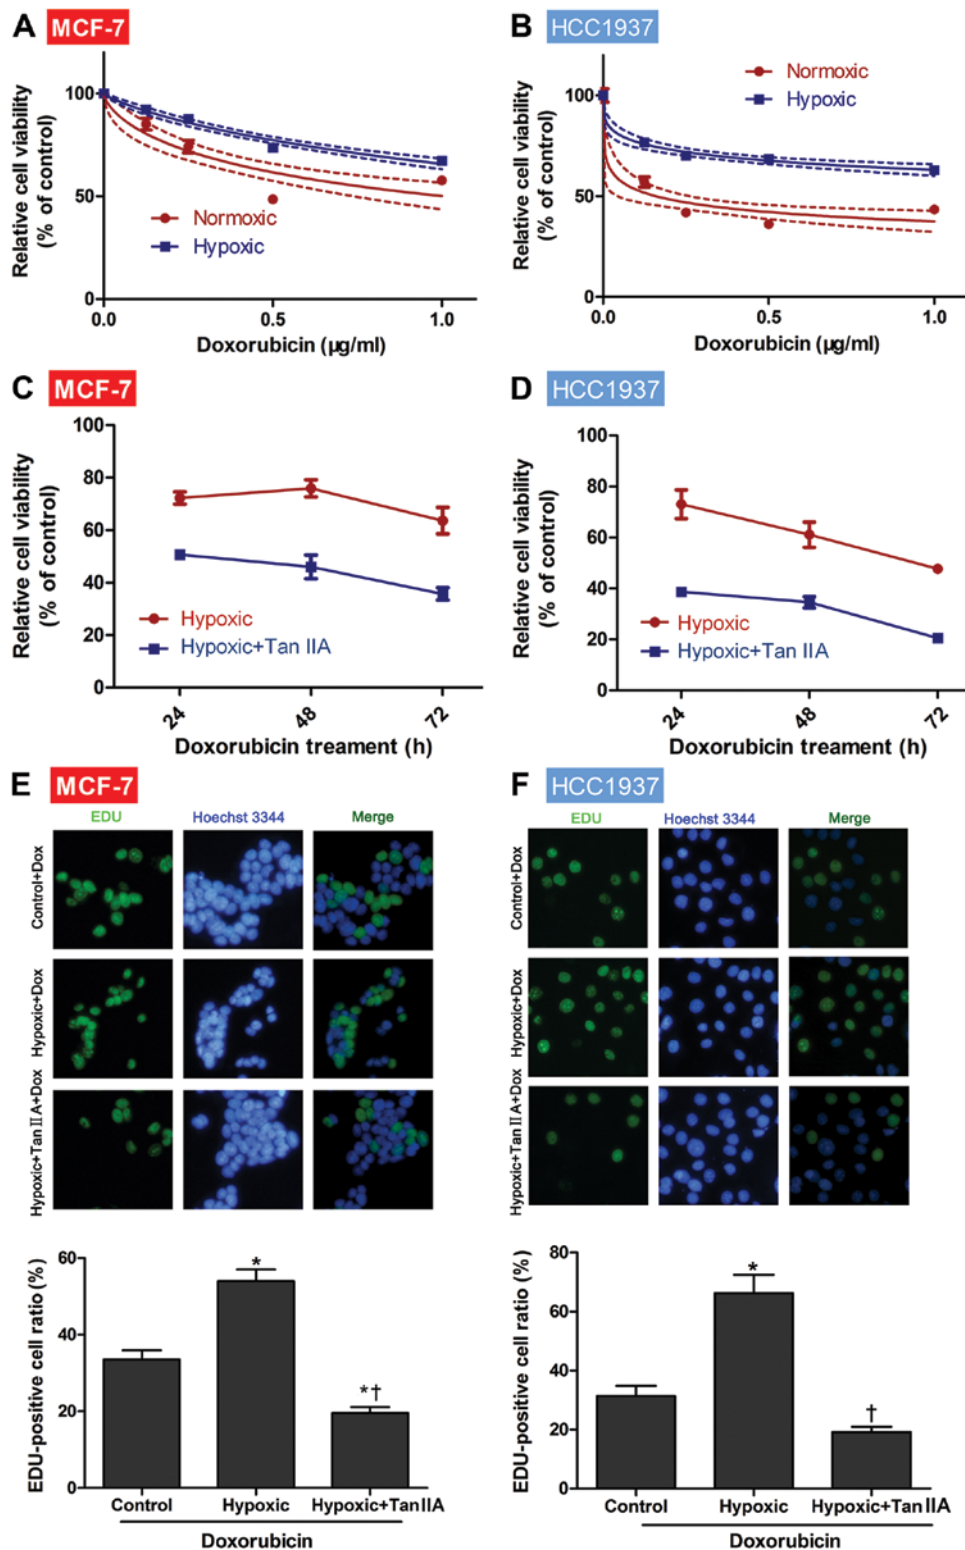 A MCF-7
Relative cell viability
(% of control)
100
50
0
Normoxic
Hypoxic
0.0 0.5 1.0
Doxorubicin (µg/ml)
B HCC1937
Relative cell viability
(% of control)
100
50
0
Normoxic
Hypoxic
0.0 0.5 1.0
Doxorubicin (µg/ml)
C MCF-7
Relative cell viability
(% of control)
100
80
60
40
20
0
Hypoxic
Hypoxic+Tan IIA
24 48 72
Doxorubicin treament (h)
D HCC1937
Relative cell viability
(% of control)
100
80
60
40
20
0
Hypoxic
Hypoxic+Tan IIA
24 48 72
Doxorubicin treament (h)
E MCF-7
EDU Hoechst 3344 Merge
Control+Dox
Hypoxic+Dox
Hypoxic+Tan II A+Dox
EDU-positive cell ratio (%)
60
40
20
0
*
*†
Control Hypoxic Hypoxic+TanIIA
Doxorubicin
F HCC1937
EDU Hoechst 3344 Merge
Control+Dox
Hypoxic+Dox
Hypoxic+Tan II A+Dox
EDU-positive cell ratio (%)
80
60
40
20
0
*
†
Control Hypoxic Hypoxic+TanIIA
Doxorubicin